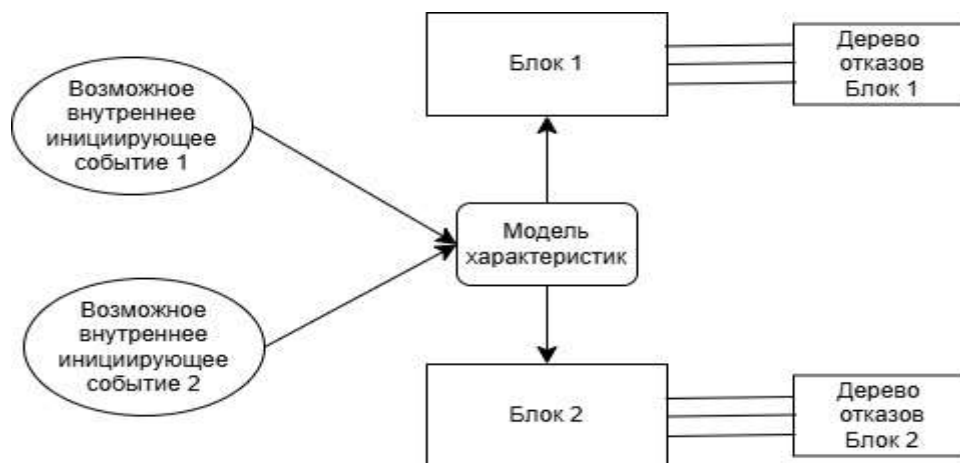 Возможное
внутреннее
инициирующее
событие 1
Блок 1
Дерево
отказов
Блок 1
Модель
характеристик
Возможное
внутреннее
инициирующее
событие 2
Блок 2
Дерево
отказов
Блок 2